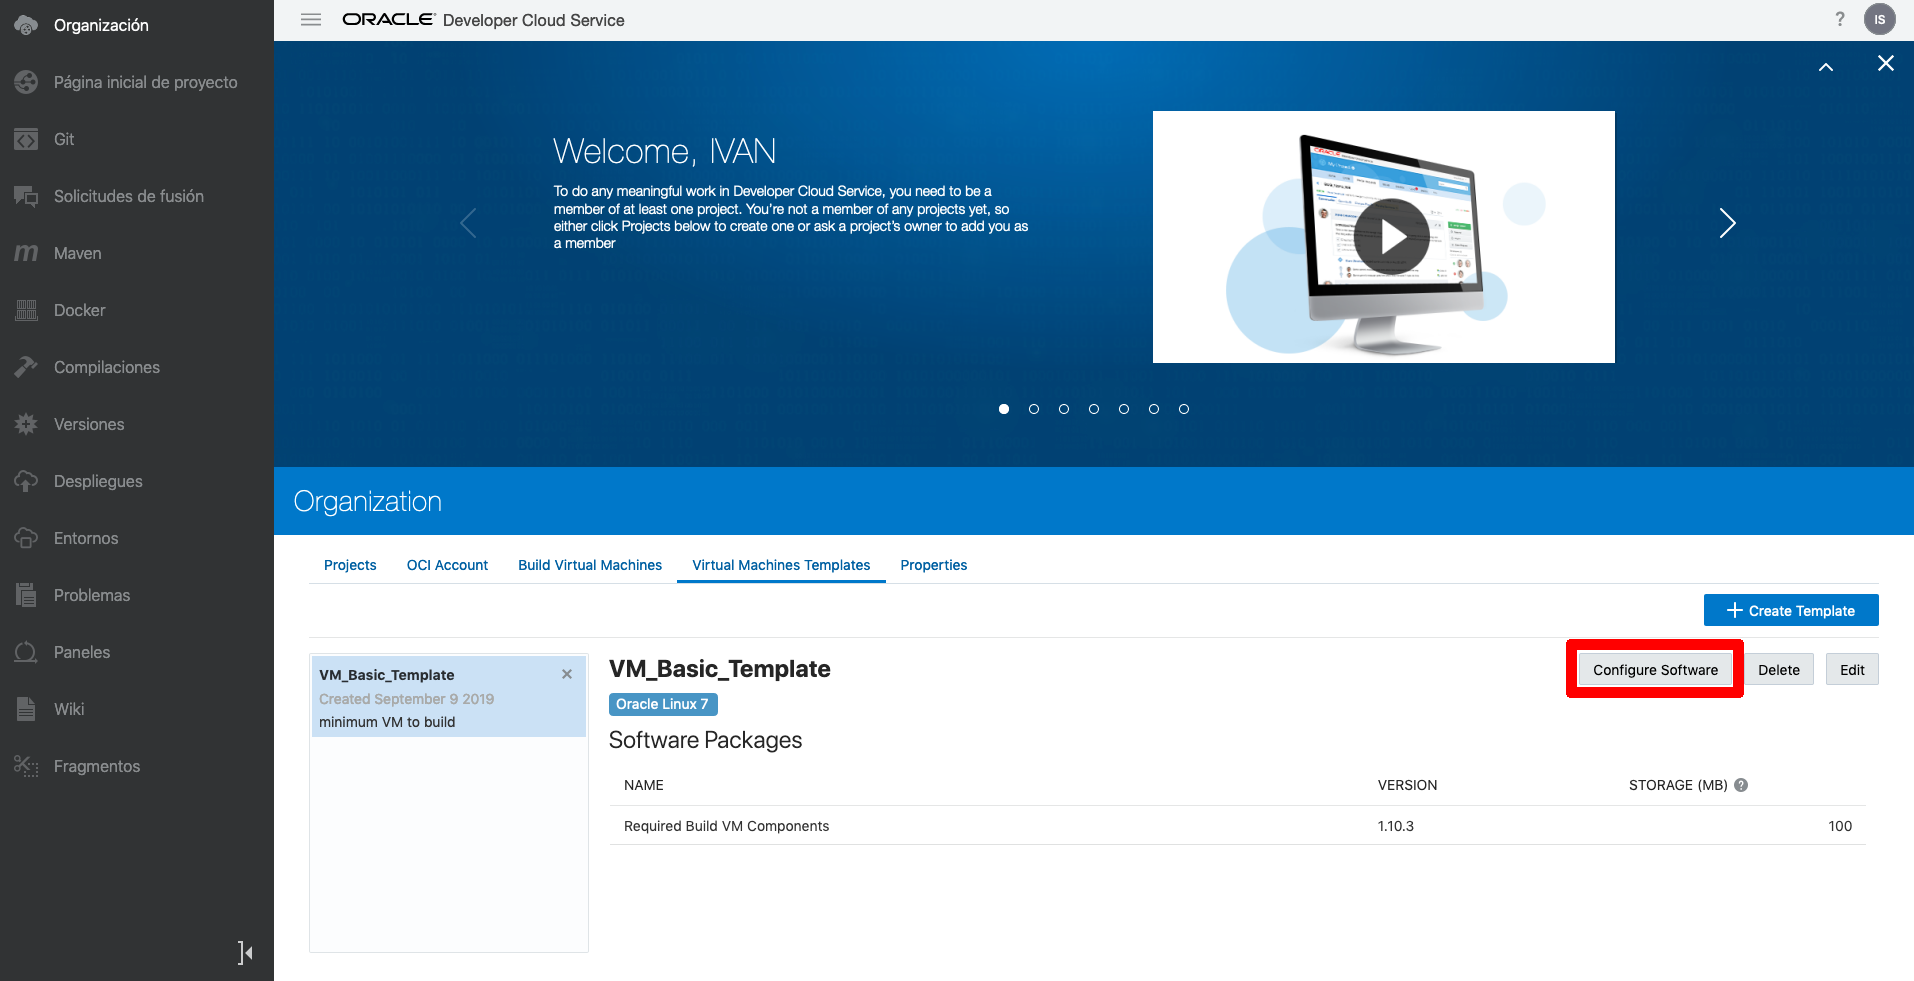 Organización
Página inicial de proyecto
Git
Solicitudes de fusión
Maven
Docker
Compilaciones
Versiones
Despliegues
Entornos
Problemas
Paneles
Wiki
Fragmentos
ORACLE® Developer Cloud Service
? IS
Welcome, IVAN
To do any meaningful work in Developer Cloud Service, you need to be a
member of at least one project. You're not a member of any projects yet, so
either click Projects below to create one or ask a project's owner to add you as
a member
Organization
Projects OCI Account Build Virtual Machines Virtual Machines Templates Properties
Create Template
VM_Basic_Template
Created September 9 2019
minimum VM to build
VM_Basic_Template
Configure Software Delete Edit
Oracle Linux 7
Software Packages
NAME VERSION STORAGE (MB) ?
Required Build VM Components 1.10.3 100